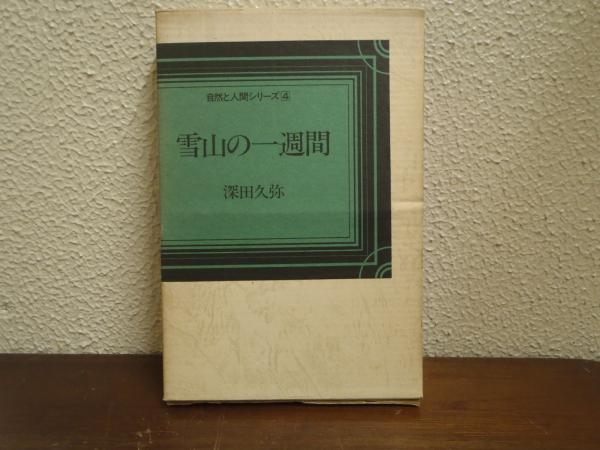 自然と人間シリーズ4
雪山の一週間
深田久弥